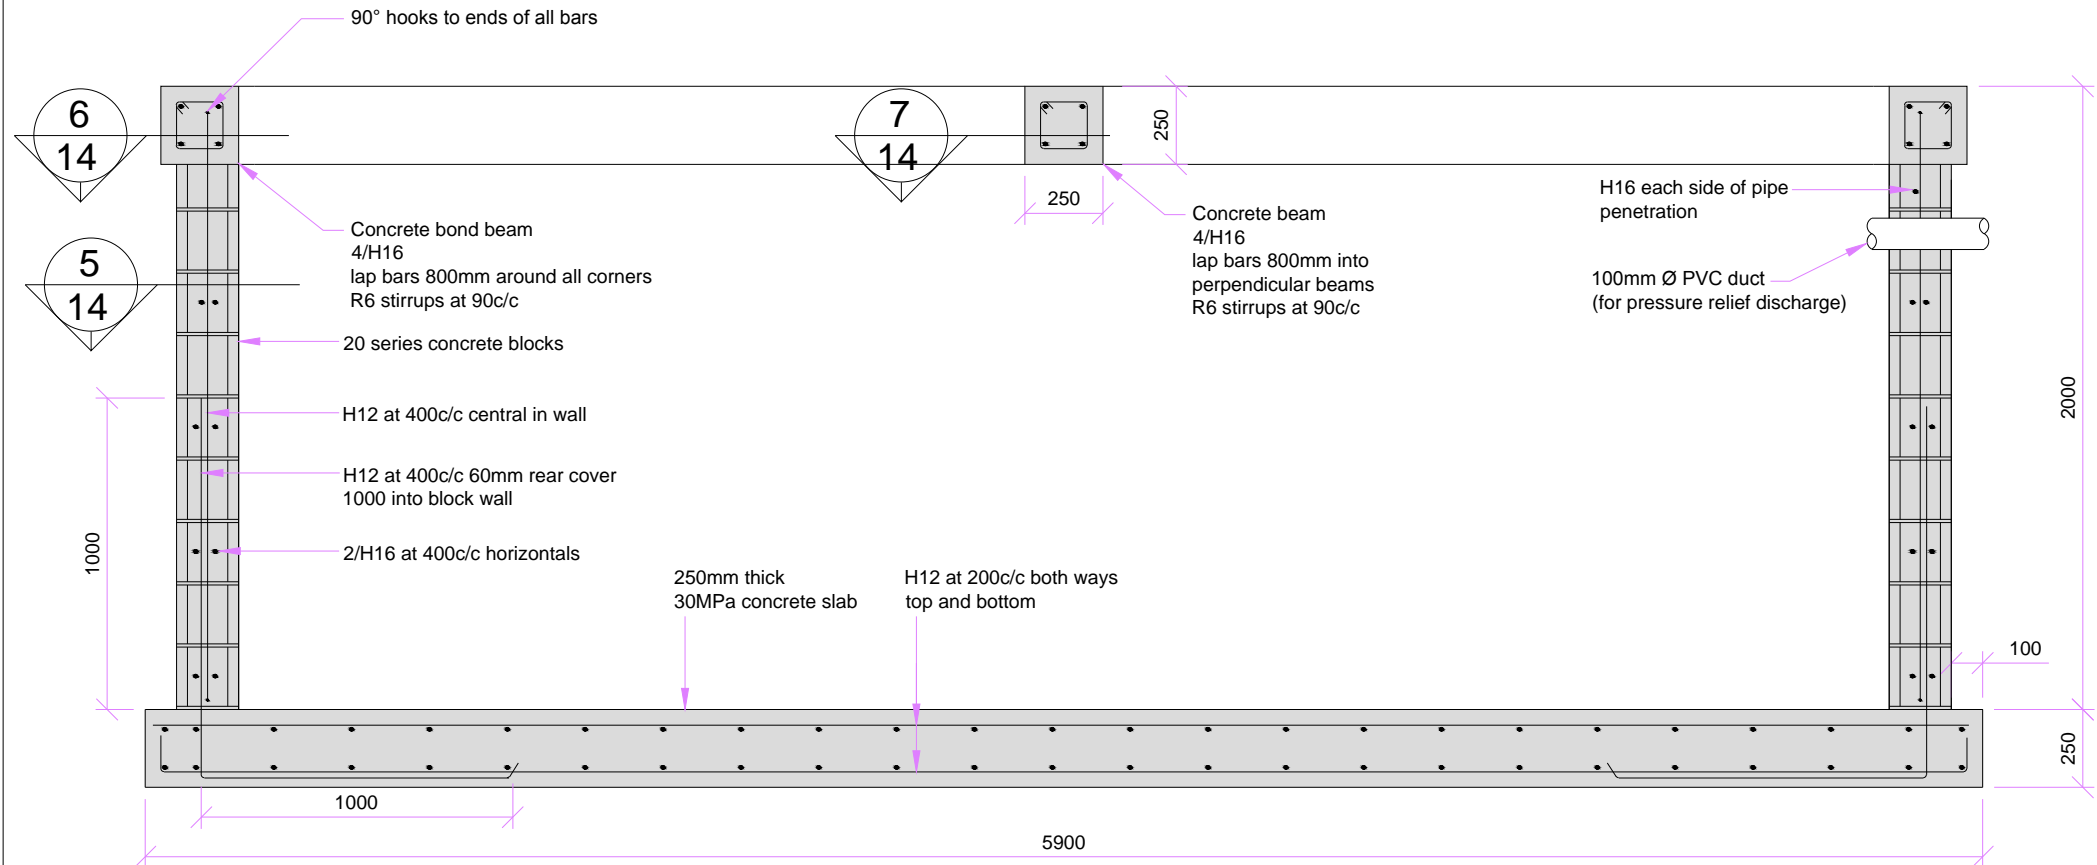 90° hooks to ends of all bars
6
14
7
14
250
250
H16 each side of pipe
penetration
Concrete bond beam
4/H16
lap bars 800mm around all corners
R6 stirrups at 90c/c
Concrete beam
4/H16
lap bars 800mm into
perpendicular beams
R6 stirrups at 90c/c
5
14
100mm Ø PVC duct
(for pressure relief discharge)
20 series concrete blocks
2000
H12 at 400c/c central in wall
H12 at 400c/c 60mm rear cover
1000 into block wall
1000
2/H16 at 400c/c horizontals
250mm thick
30MPa concrete slab
H12 at 200c/c both ways
top and bottom
100
250
1000
5900